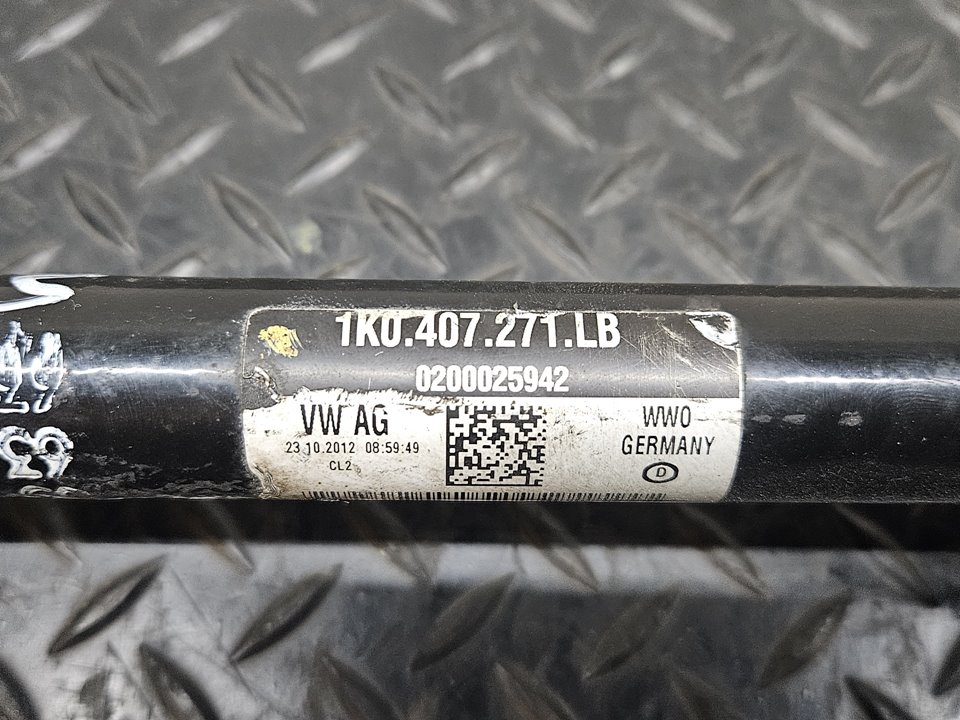 1K0.407.271.LB
0200025942
VW AG
23.10.2012 08:59:49
CL2
WWO
GERMANY
D